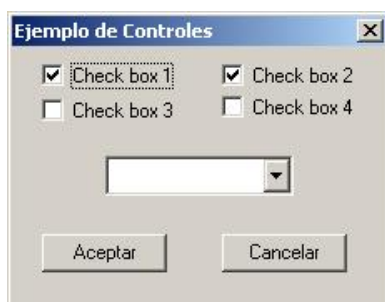 Ejemplo de Controles
Check box 1 Check box 2
Check box 3 Check box 4
Aceptar Cancelar